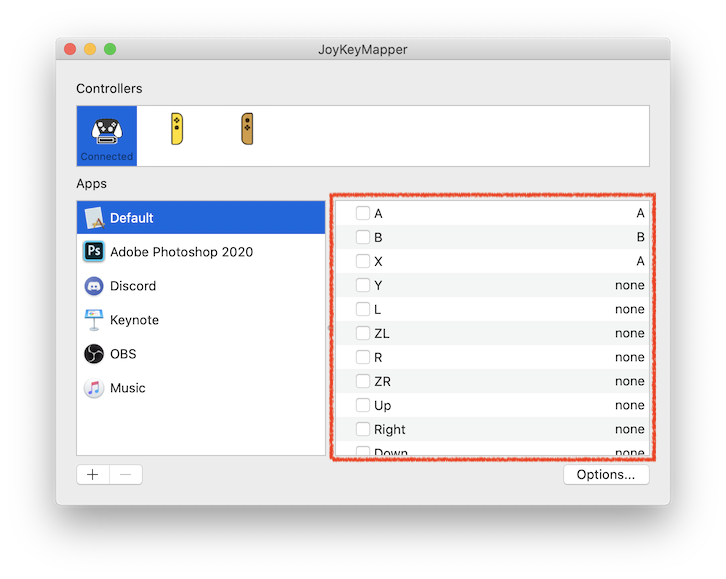 JoyKeyMapper
Controllers
Connected
Apps
Default
Ps Adobe Photoshop 2020
Discord
Keynote
OBS
Music
A A
B B
X A
Y none
L none
ZL none
R none
ZR none
Up none
Right none
Down none
+ −
Options...